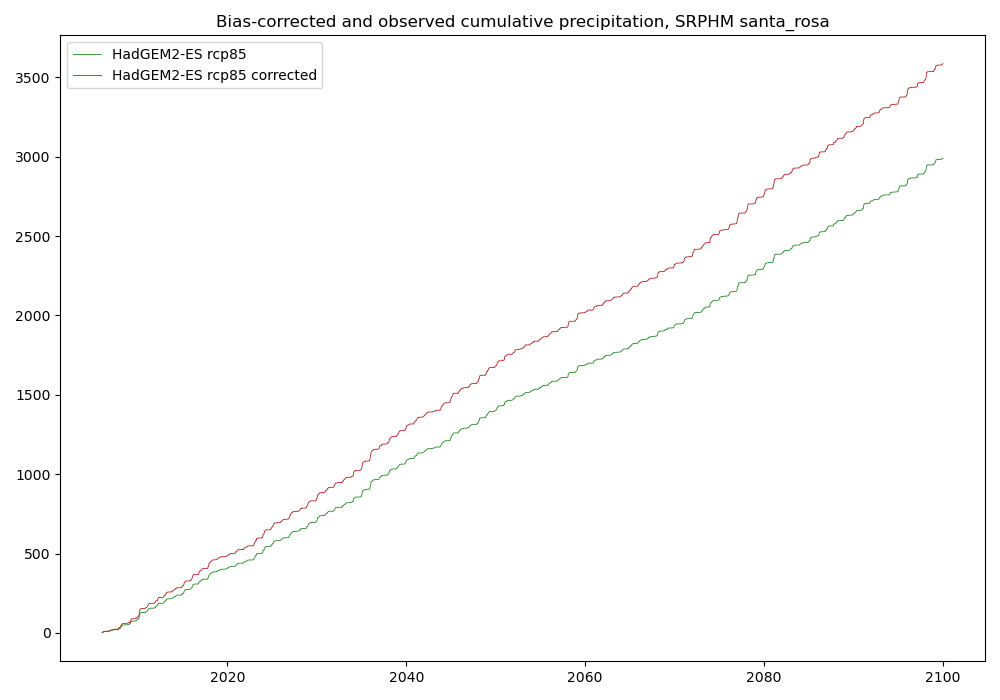 Bias-corrected and observed cumulative precipitation, SRPHM santa_rosa
HadGEM2-ES rcp85
HadGEM2-ES rcp85 corrected
3500
3000
2500
2000
1500
1000
500
0
2020 2040 2060 2080 2100